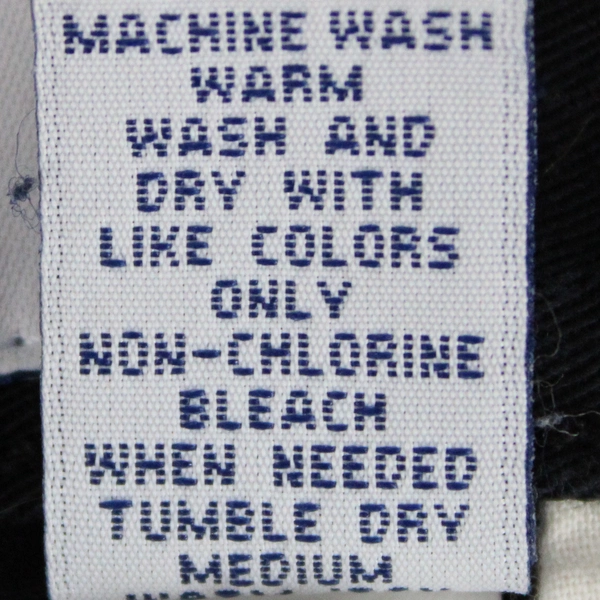 MACHINE WASH
WARM
WASH AND
DRY WITH
LIKE COLORS
ONLY
NON-CHLORINE
BLEACH
WHEN NEEDED
TUMBLE DRY
MEDIUM